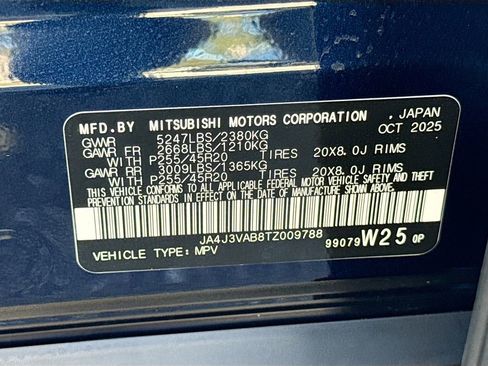 MFD.BY MITSUBISHI MOTORS CORPORATION , JAPAN
GVWR 5247LBS/2380KG OCT 2025
GAWR FR 2668LBS/1210KG
WITH P255/45R20 TIRES 20X8.0J RIMS
GAWR RR 3009LBS/1365KG
WITH P255/45R20 TIRES 20X8.0J RIMS
THIS VEHICLE CONFORMS TO ALL APPLICABLE FEDERAL MOTOR VEHICLE SAFETY AND THEFT
PREVENTION STANDARDS IN EFFECT ON THE DATE OF MANUFACTURE SHOWN ABOVE.
JA4J3VAB8TZ009788
VEHICLE TYPE: MPV 99079 W25 0P